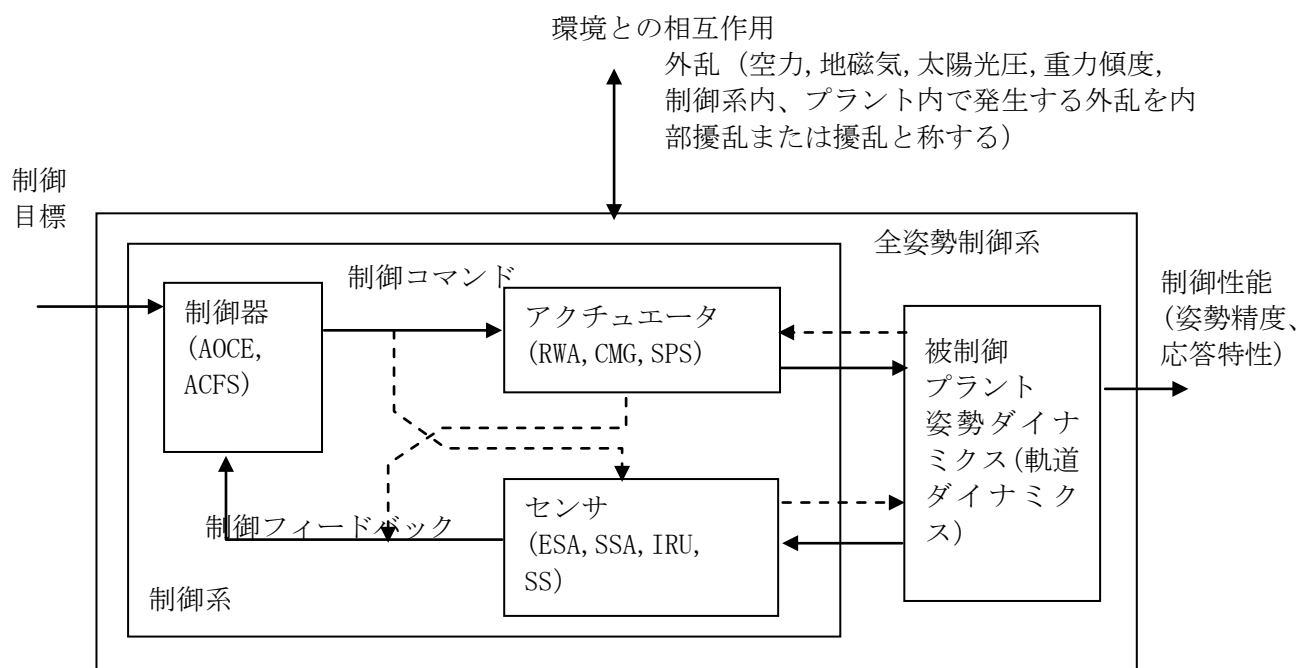 環境との相互作用
外乱（空力,地磁気,太陽光圧,重力傾度,
制御系内、プラント内で発生する外乱を内
部擾乱または擾乱と称する）
制御
目標
全姿勢制御系
制御コマンド
制御器
(AOCE,
ACFS)
アクチュエータ
(RWA,CMG,SPS)
被制御
プラント
姿勢ダイナ
ミクス(軌道
ダイナミク
ス)
制御性能
(姿勢精度、
応答特性)
制御フィードバック
センサ
(ESA,SSA,IRU,
SS)
制御系